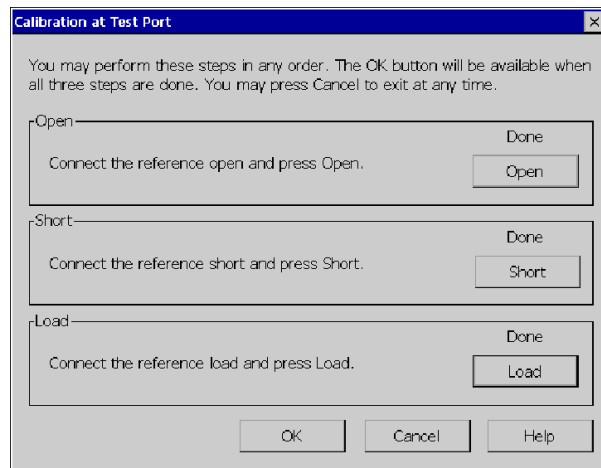 Calibration at Test Port
You may perform these steps in any order. The OK button will be available when
all three steps are done. You may press Cancel to exit at any time.
Open
Done
Connect the reference open and press Open.
Open
Short
Done
Connect the reference short and press Short.
Short
Load
Done
Connect the reference load and press Load.
Load
OK Cancel Help